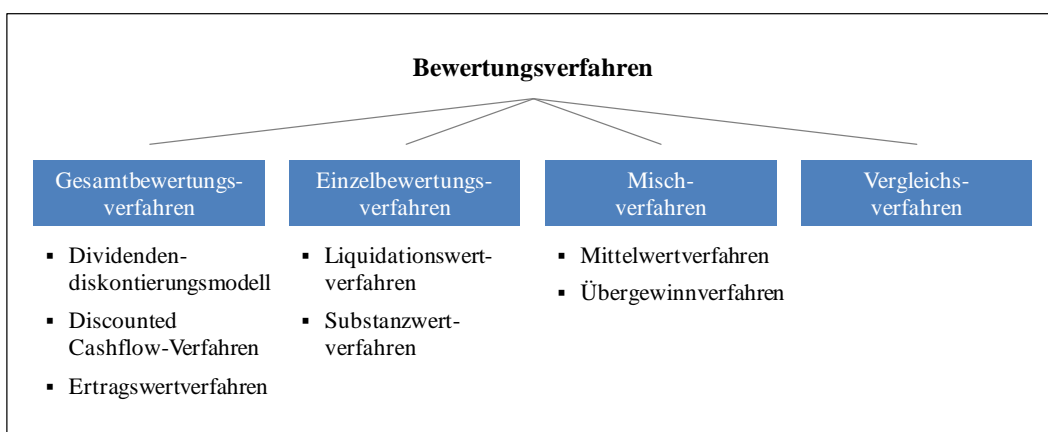 Bewertungsverfahren
Gesamtbewertungs-
verfahren
▪ Dividenden-
diskontierungsmodell
▪ Discounted
Cashflow-Verfahren
▪ Ertragswertverfahren
Einzelbewertungs-
verfahren
▪ Liquidationswert-
verfahren
▪ Substanzwert-
verfahren
Misch-
verfahren
▪ Mittelwertverfahren
▪ Übergewinnverfahren
Vergleichs-
verfahren